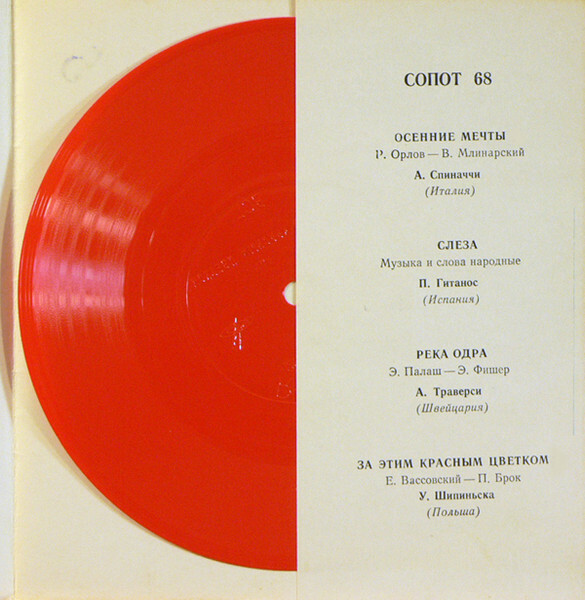 СОПОТ 68
ОСЕННИЕ МЕЧТЫ
Р. Орлов — В. Млинарский
А. Спиначчи
(Италия)
СЛЕЗА
Музыка и слова народные
П. Гитанос
(Испания)
РЕКА ОДРА
Э. Палаш — Э. Фишер
А. Траверси
(Швейцария)
ЗА ЭТИМ КРАСНЫМ ЦВЕТКОМ
Е. Вассовский — П. Брок
У. Шипиньска
(Польша)